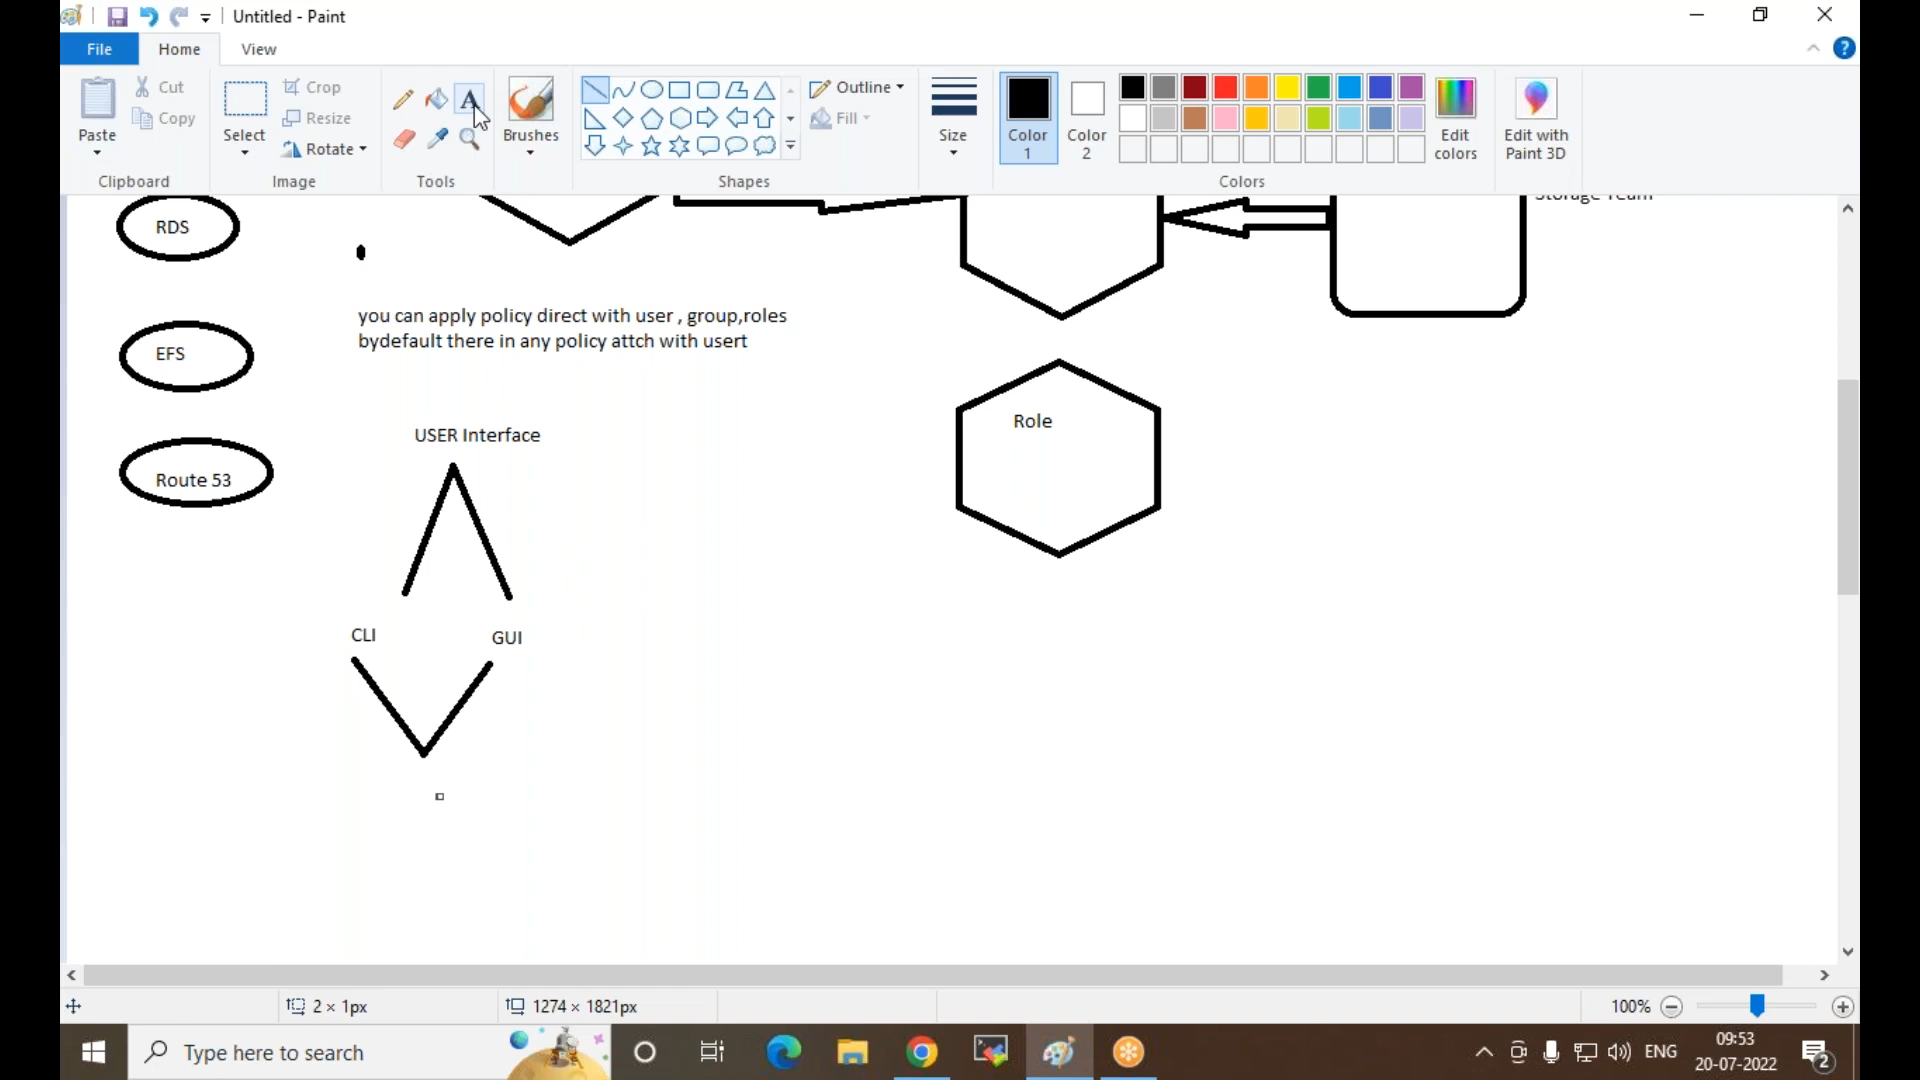 Untitled - Paint
File
Home
View
Paste
Cut
Copy
Clipboard
Select
Crop
Resize
Rotate
Image
A
Tools
Brushes
Outline
Fill
Shapes
Size
Color
1
Color
2
Edit
colors
Colors
Edit with
Paint 3D
Storage Team
RDS
you can apply policy direct with user , group,roles
bydefault there in any policy attch with usert
EFS
Role
USER Interface
Route 53
CLI
GUI
2 × 1px
1274 × 1821px
100%
Type here to search
ENG
09:53
20-07-2022
2